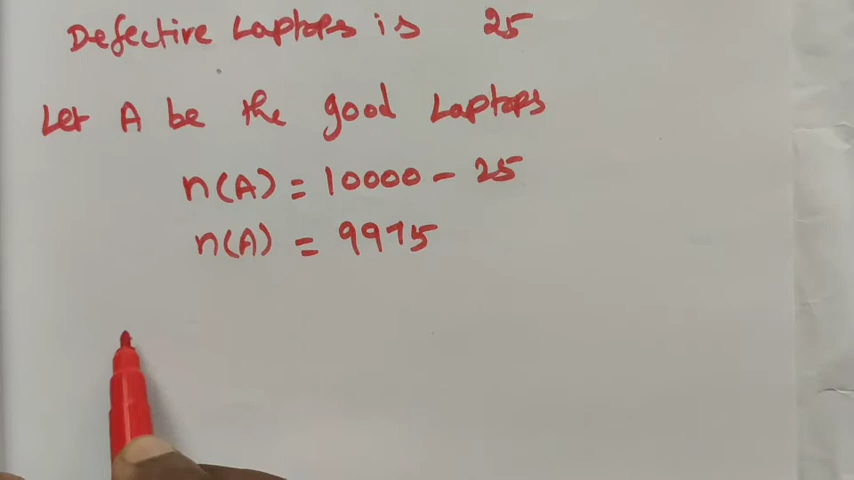 Defective Laptops is 25
Let A be the good Laptops
n(A) = 10000 - 25
n(A) = 9975